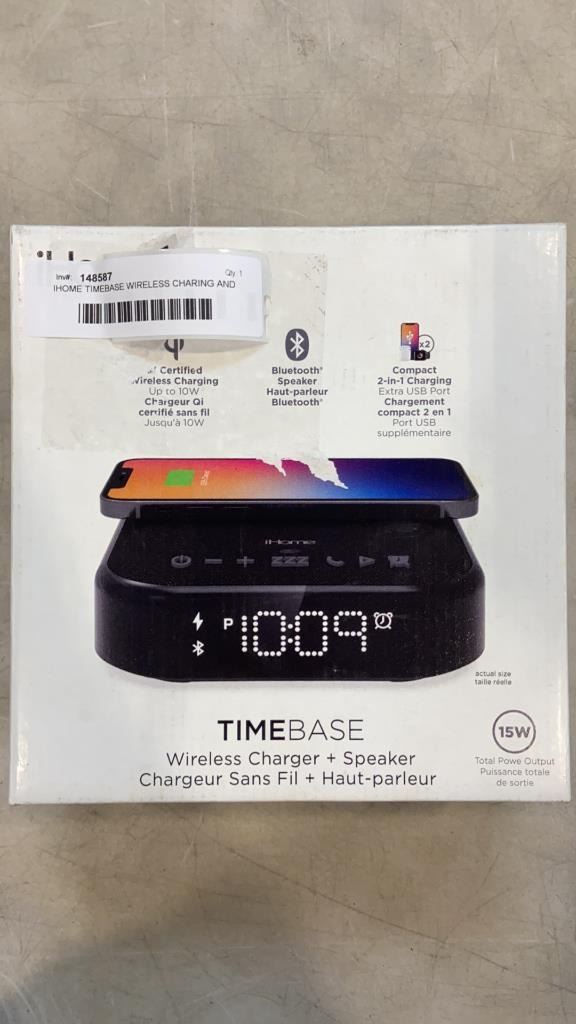 Inv#: 148587 Qty: 1
IHOME TIMEBASE WIRELESS CHARING AND
Certified
Wireless Charging
Up to 10W
Chargeur Qi
certifié sans fil
Jusqu'à 10W
Bluetooth®
Speaker
Haut-parleur
Bluetooth®
x2
Compact
2-in-1 Charging
Extra USB Port
Chargement
compact 2 en 1
Port USB
supplémentaire
iHome
ZZZ
P 10:09
actual size
taille réelle
TIMEBASE
Wireless Charger + Speaker
Chargeur Sans Fil + Haut-parleur
15W
Total Powe Output
Puissance totale
de sortie